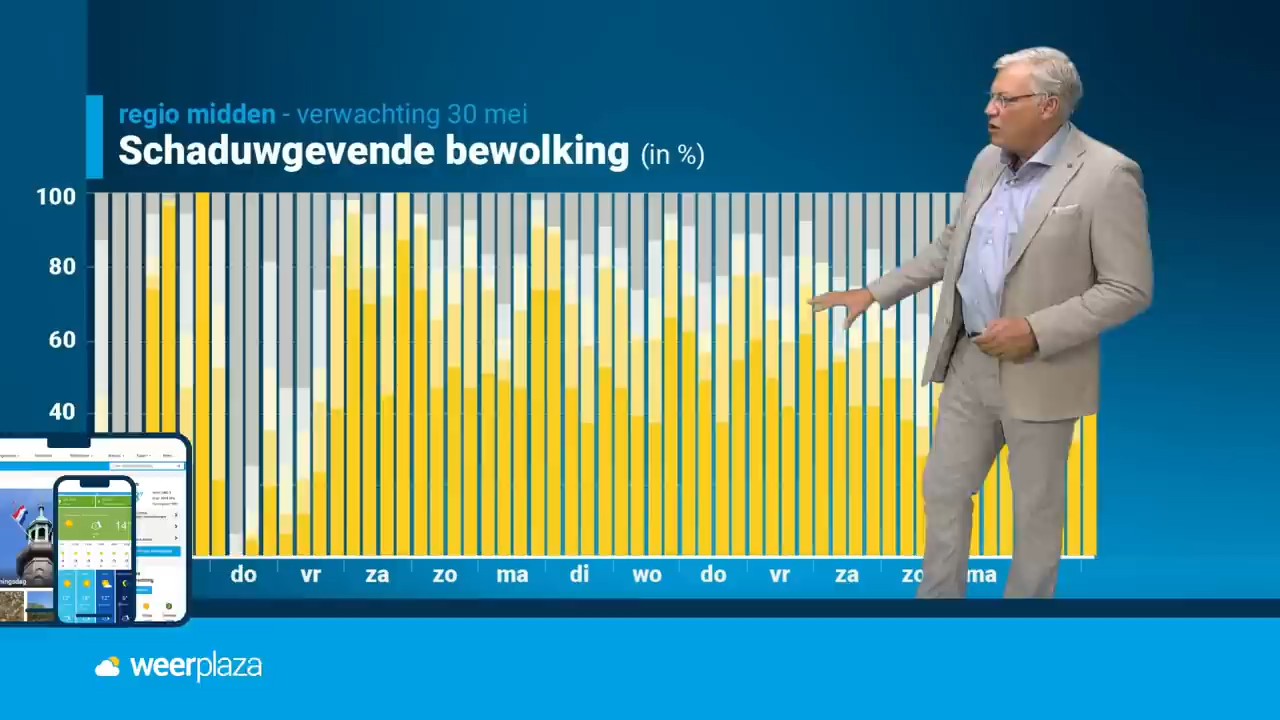 regio midden - verwachting 30 mei
Schaduwgevende bewolking (in %)
100
80
60
40
14°
do vr za zo ma di wo do vr za zo ma
weerplaza